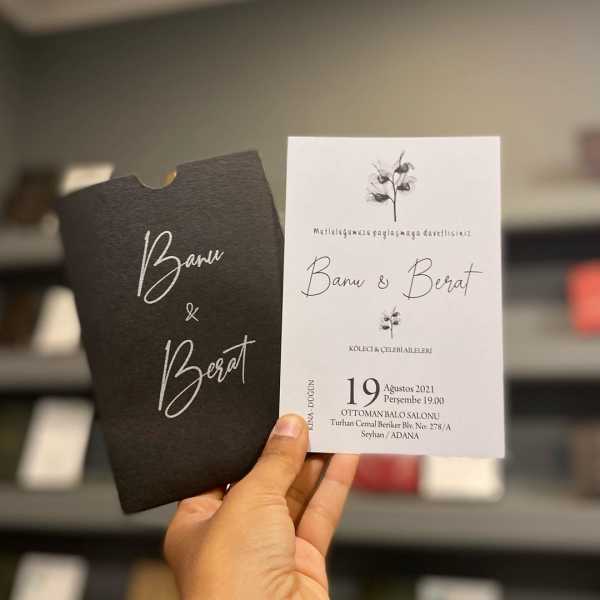 Banu
&
Berat
Mutluluğumuzu paylaşmaya davetlisiniz
Banu & Berat
KÖLECİ & ÇELEBİ AİLELERİ
KINA-DÜĞÜN
19 Ağustos 2021
Perşembe 19.00
OTTOMAN BALO SALONU
Turhan Cemal Beriker Blv. No: 278/A
Seyhan / ADANA